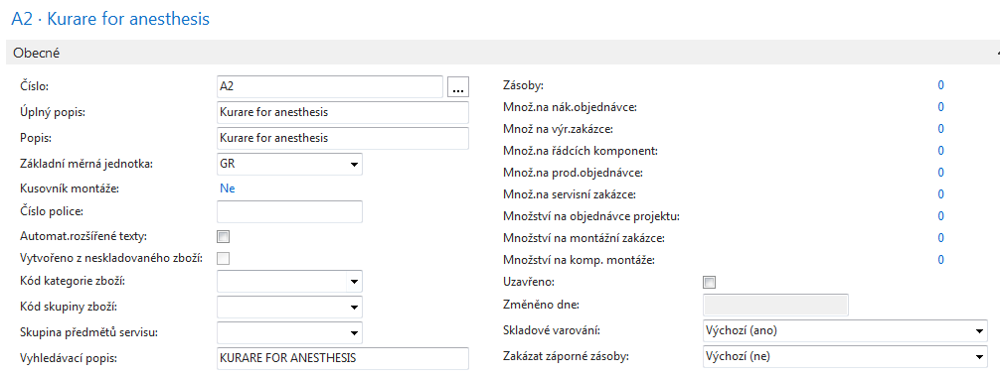 A2 · Kurare for anesthesis
Obecné
Číslo: A2 ...
Úplný popis: Kurare for anesthesis
Popis: Kurare for anesthesis
Základní měrná jednotka: GR
Kusovník montáže: Ne
Číslo police:
Automat.rozšířené texty:
Vytvořeno z neskladovaného zboží:
Kód kategorie zboží:
Kód skupiny zboží:
Skupina předmětů servisu:
Vyhledávací popis: KURARE FOR ANESTHESIS
Zásoby: 0
Množ.na nák.objednávce: 0
Množ na výr.zakázce: 0
Množ.na řádcích komponent: 0
Množ.na prod.objednávce: 0
Množ.na servisní zakázce: 0
Množství na objednávce projektu: 0
Množství na montážní zakázce: 0
Množství na komp. montáže: 0
Uzavřeno:
Změněno dne:
Skladové varování: Výchozí (ano)
Zakázat záporné zásoby: Výchozí (ne)